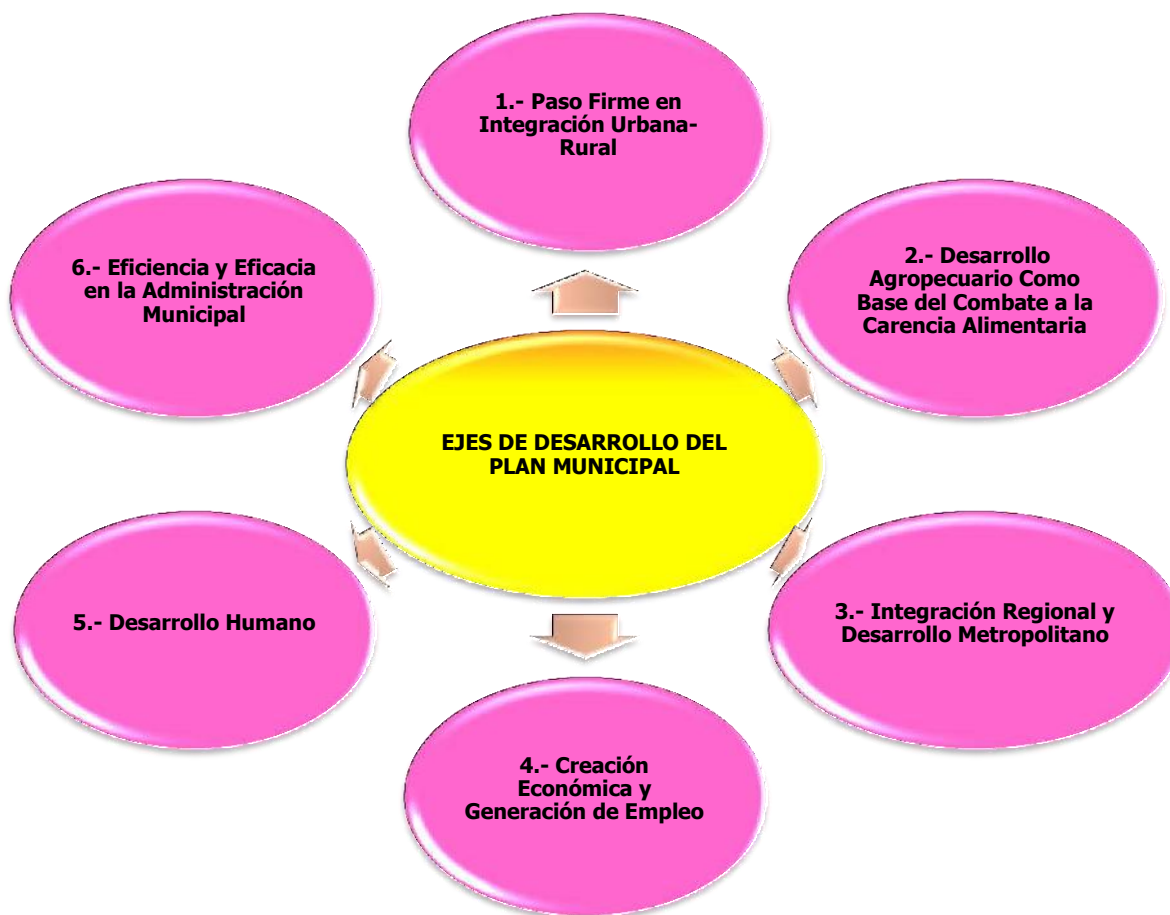 1.- Paso Firme en
Integración Urbana-
Rural
2.- Desarrollo
Agropecuario Como
Base del Combate a la
Carencia Alimentaria
3.- Integración Regional y
Desarrollo Metropolitano
4.- Creación
Económica y
Generación de Empleo
5.- Desarrollo Humano
6.- Eficiencia y Eficacia
en la Administración
Municipal
EJES DE DESARROLLO DEL
PLAN MUNICIPAL